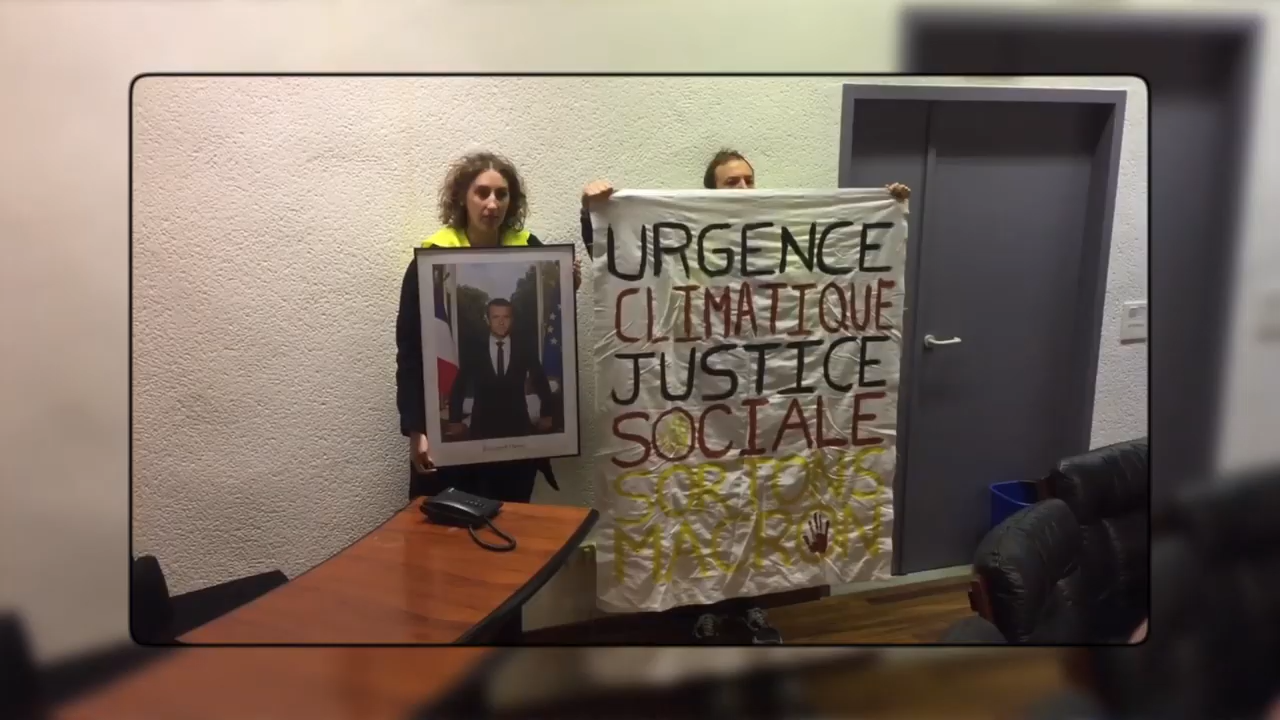 URGENCE
CLIMATIQUE
JUSTICE
SOCIALE
SORTONS
MACRON